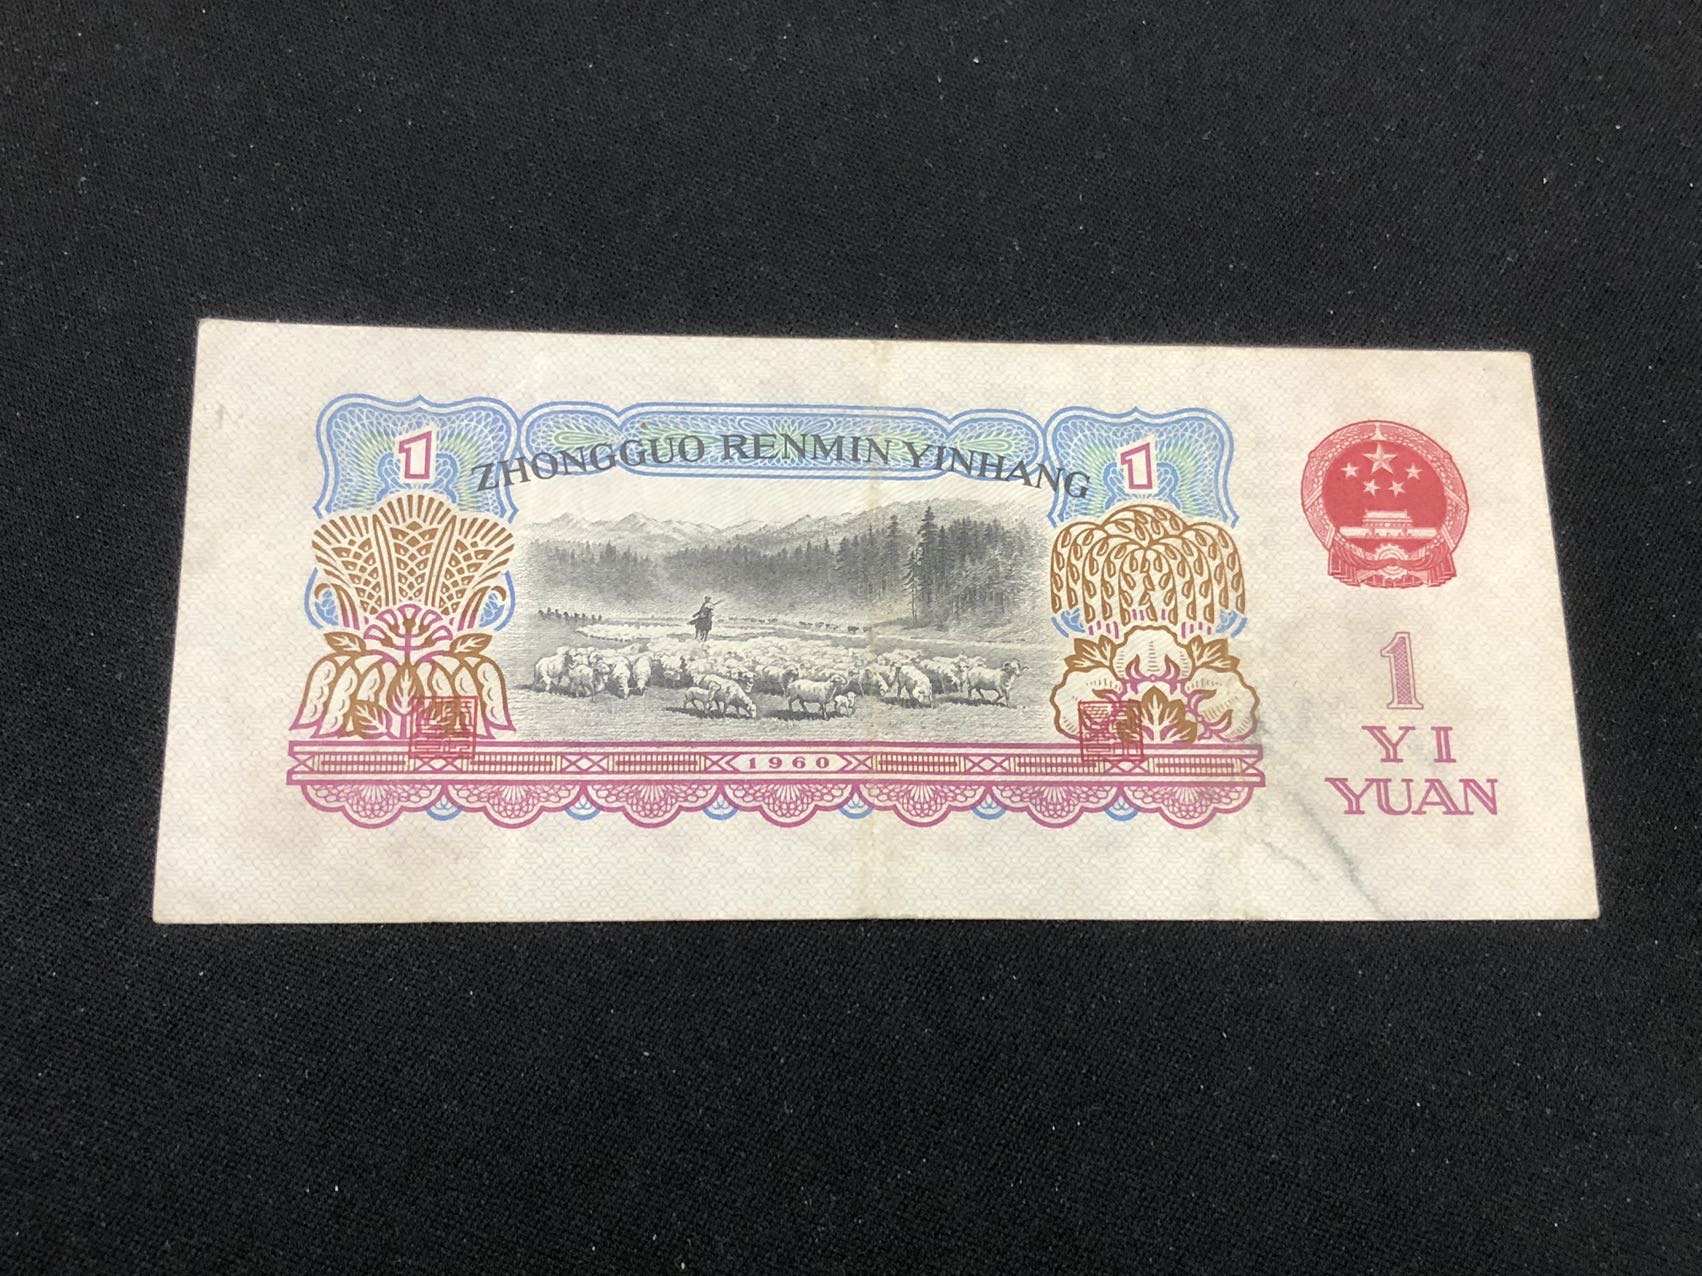 1
ZHONGGUO RENMIN YINHANG
1
1960
1
YI
YUAN